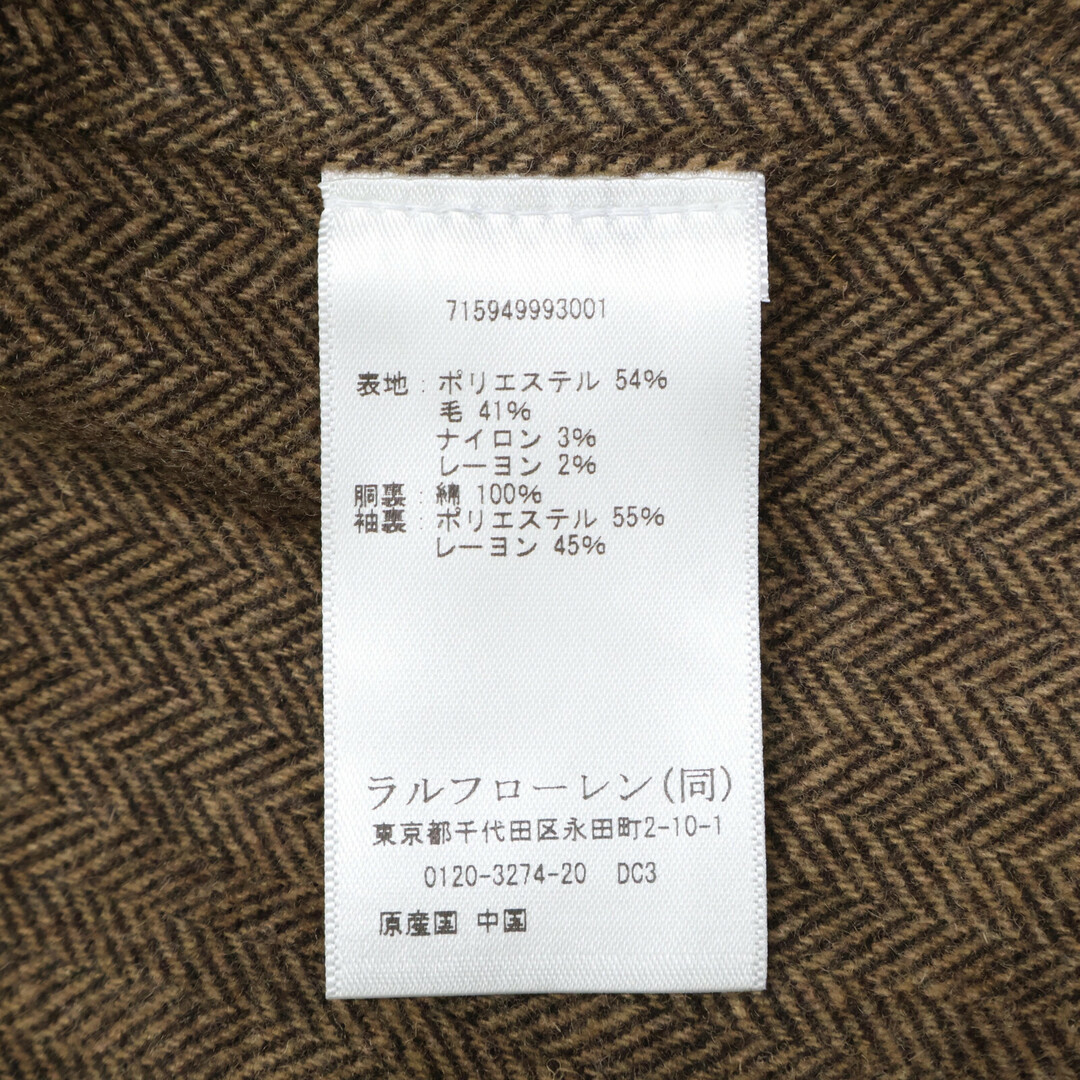 715949993001
表地：ポリエステル 54%
毛 41%
ナイロン 3%
レーヨン 2%
胴裏：綿 100%
袖裏：ポリエステル 55%
レーヨン 45%
ラルフローレン(同)
東京都千代田区永田町2-10-1
0120-3274-20 DC3
原産国 中国